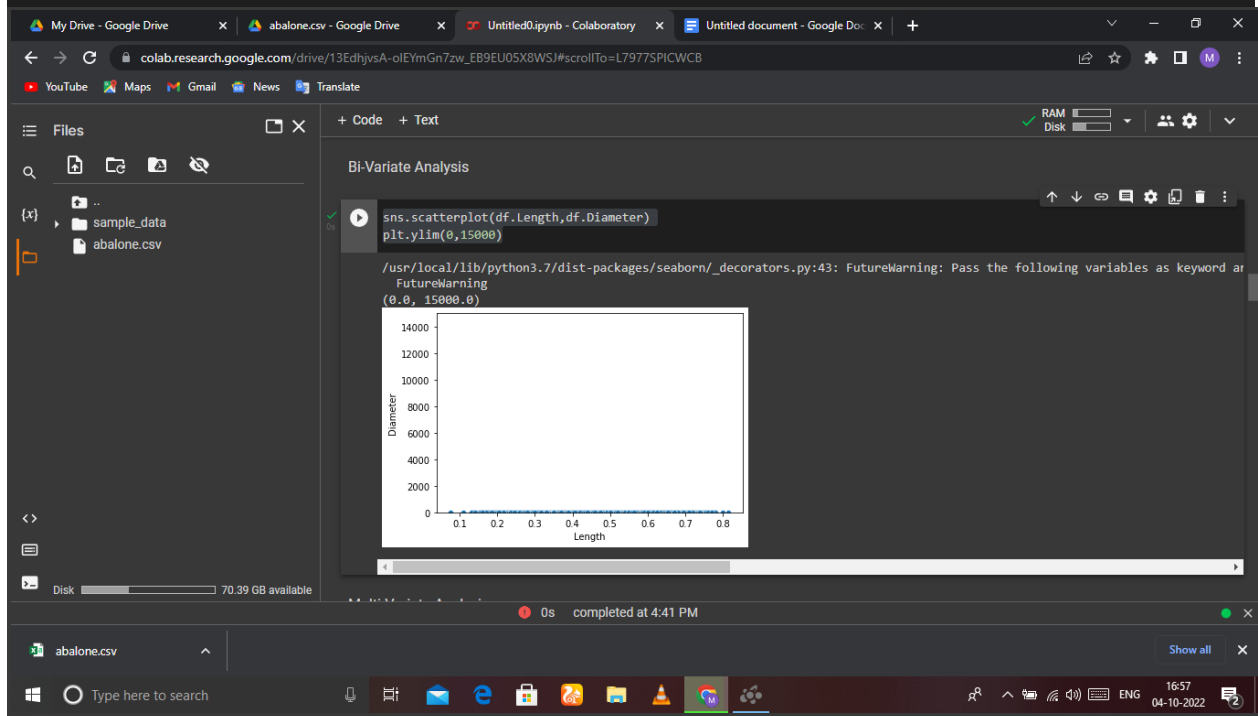 My Drive - Google Drive
abalone.csv - Google Drive
Untitled0.ipynb - Colaboratory
Untitled document - Google Doc
colab.research.google.com/drive/13EdhjvsA-oIEYmGn7zw_EB9EU05X8WSJ#scrollTo=L7977SPICWCB
M
YouTube
Maps
Gmail
News
Translate
Files
+ Code + Text
RAM
Disk
{x}
..
sample_data
abalone.csv
Bi-Variate Analysis
0s
sns.scatterplot(df.Length,df.Diameter)
plt.ylim(0,15000)
/usr/local/lib/python3.7/dist-packages/seaborn/_decorators.py:43: FutureWarning: Pass the following variables as keyword ar
FutureWarning
(0.0, 15000.0)
14000
12000
10000
8000
6000
4000
2000
0
Diameter
0.1 0.2 0.3 0.4 0.5 0.6 0.7 0.8
Length
Disk
70.39 GB available
0s completed at 4:41 PM
abalone.csv
Show all
Type here to search
ENG
16:57
04-10-2022
2